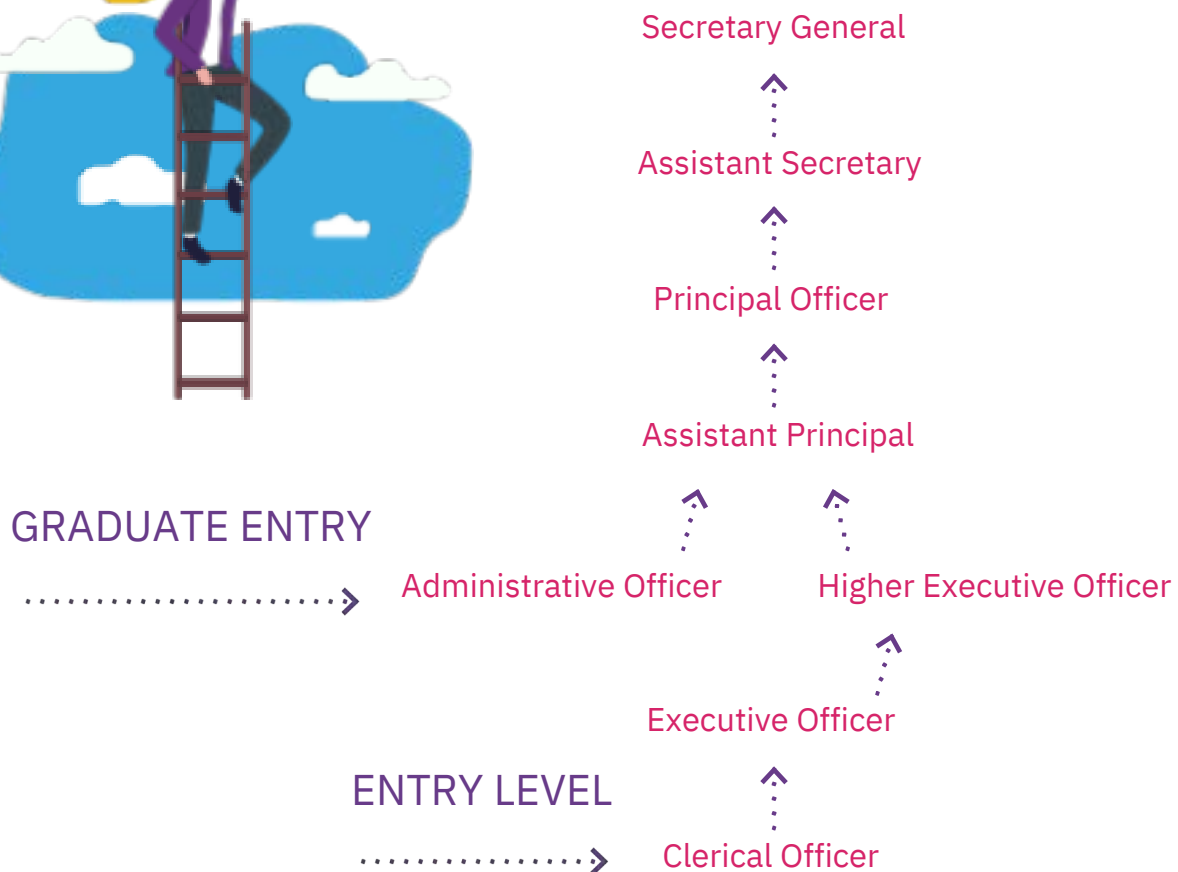 Secretary General
Assistant Secretary
Principal Officer
Assistant Principal
GRADUATE ENTRY
Administrative Officer Higher Executive Officer
Executive Officer
ENTRY LEVEL
Clerical Officer